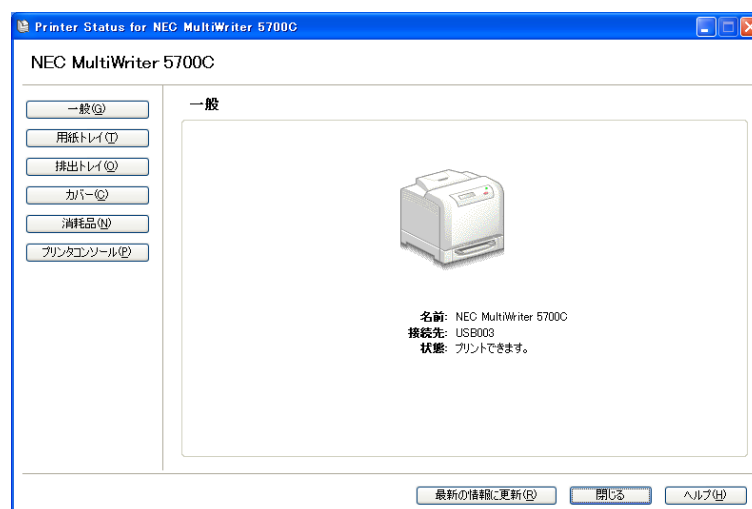 Printer Status for NEC MultiWriter 5700C
NEC MultiWriter 5700C
一般(G)
用紙トレイ(T)
排出トレイ(O)
カバー(C)
消耗品(N)
プリンタコンソール(P)
一般
名前: NEC MultiWriter 5700C
接続先: USB003
状態: プリントできます。
最新の情報に更新(R)
閉じる
ヘルプ(H)